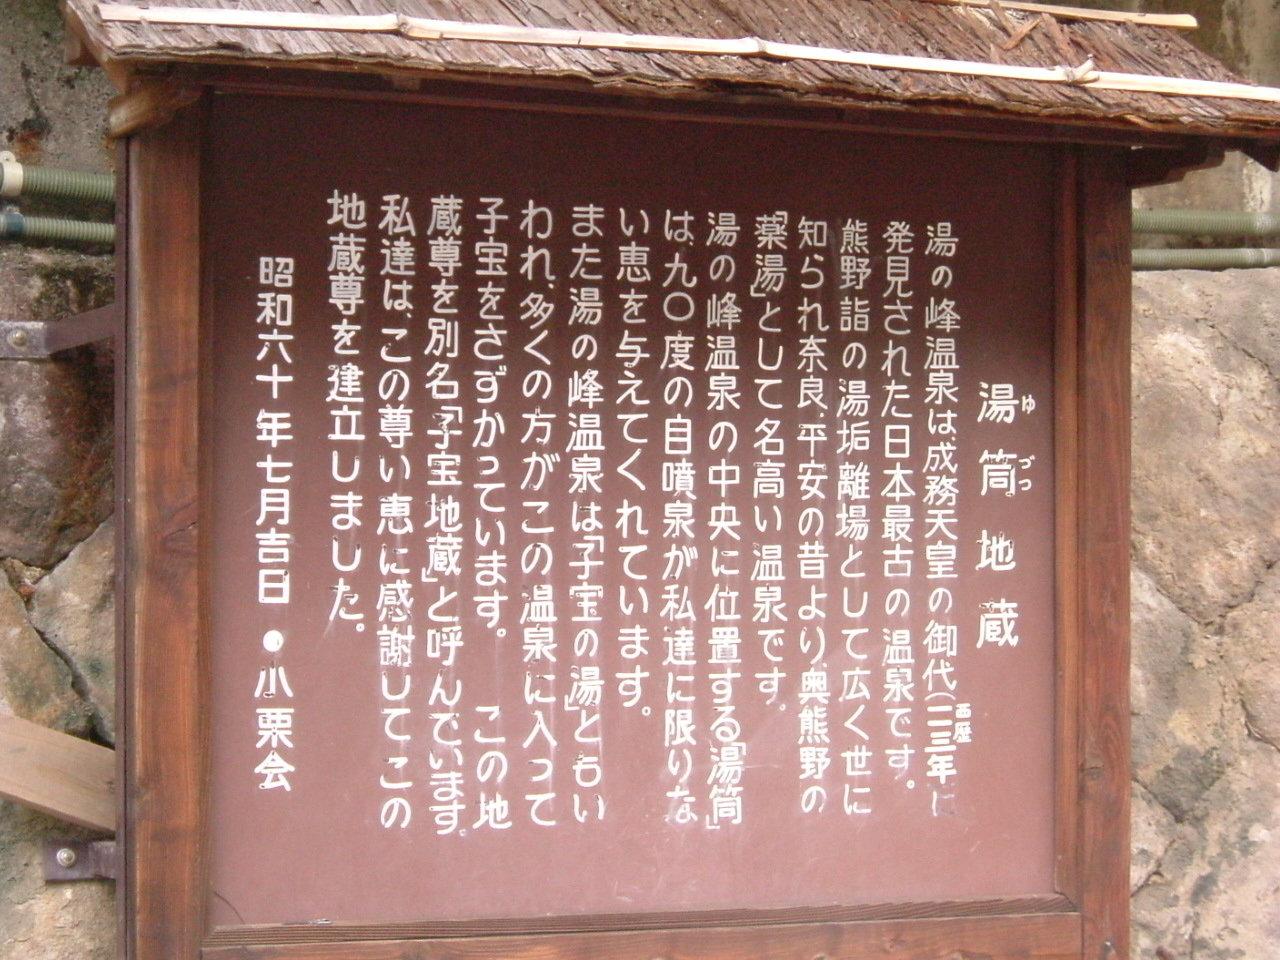 湯筒地蔵
ゆづつ
湯の峰温泉は、成務天皇の御代(一三三年に
西歴
発見された日本最古の温泉です。
熊野詣の湯垢離場として広く世に
知られ奈良、平安の昔より、奥熊野の
「薬湯」として名高い温泉です。
湯の峰温泉の中央に位置する「湯筒」
は、九〇度の自噴泉が私達に限りな
い恵を与えてくれています。
また湯の峰温泉は「子宝の湯」ともい
われ、多くの方がこの温泉に入って
子宝をさずかっています。 この地
蔵尊を別名「子宝地蔵」と呼んでいます。
私達は、この尊い恵に感謝してこの
地蔵尊を建立しました。
昭和六十年七月吉日 ●小栗会